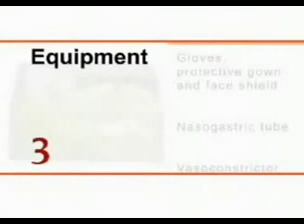 Equipment
Gloves,
protective gown
and face shield
Nasogastric tube
Vasoconstrictor
3